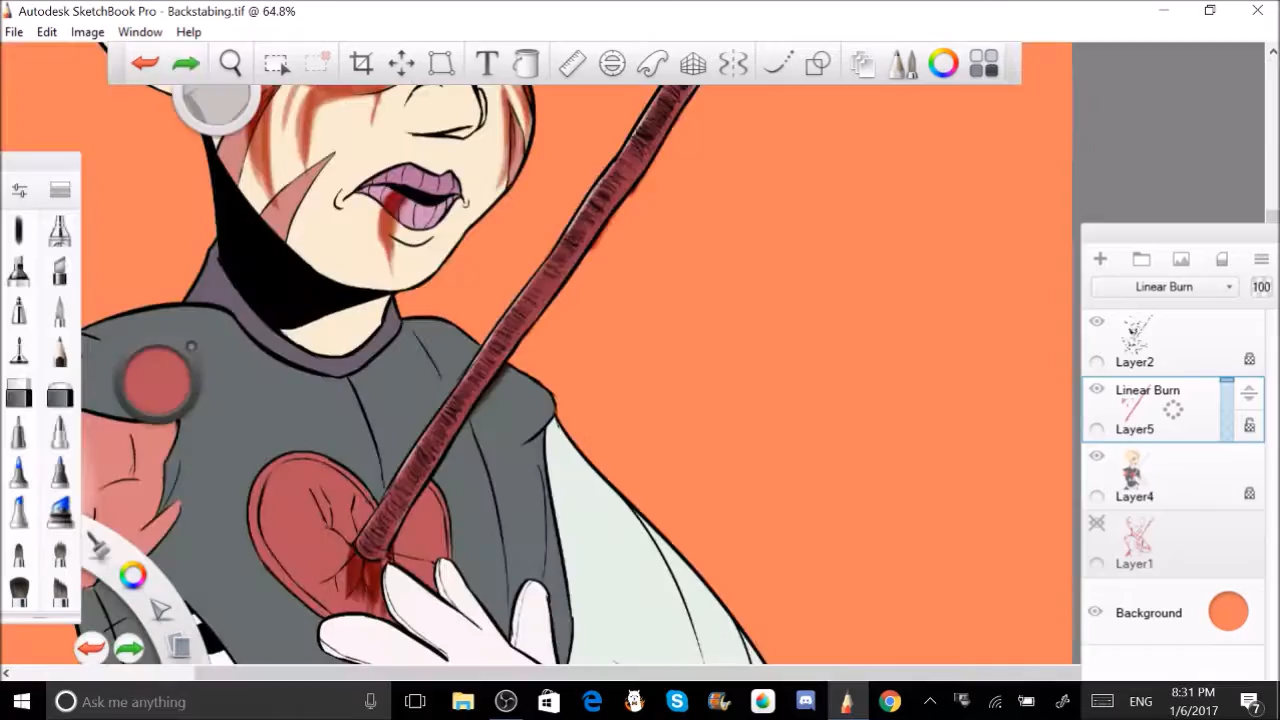 Autodesk SketchBook Pro - Backstabing.tif @ 64.8%
File Edit Image Window Help
T
Linear Burn 100
Layer2
Linear Burn
Layer5
Layer4
Layer1
Background
Ask me anything
ENG
8:31 PM
1/6/2017
7